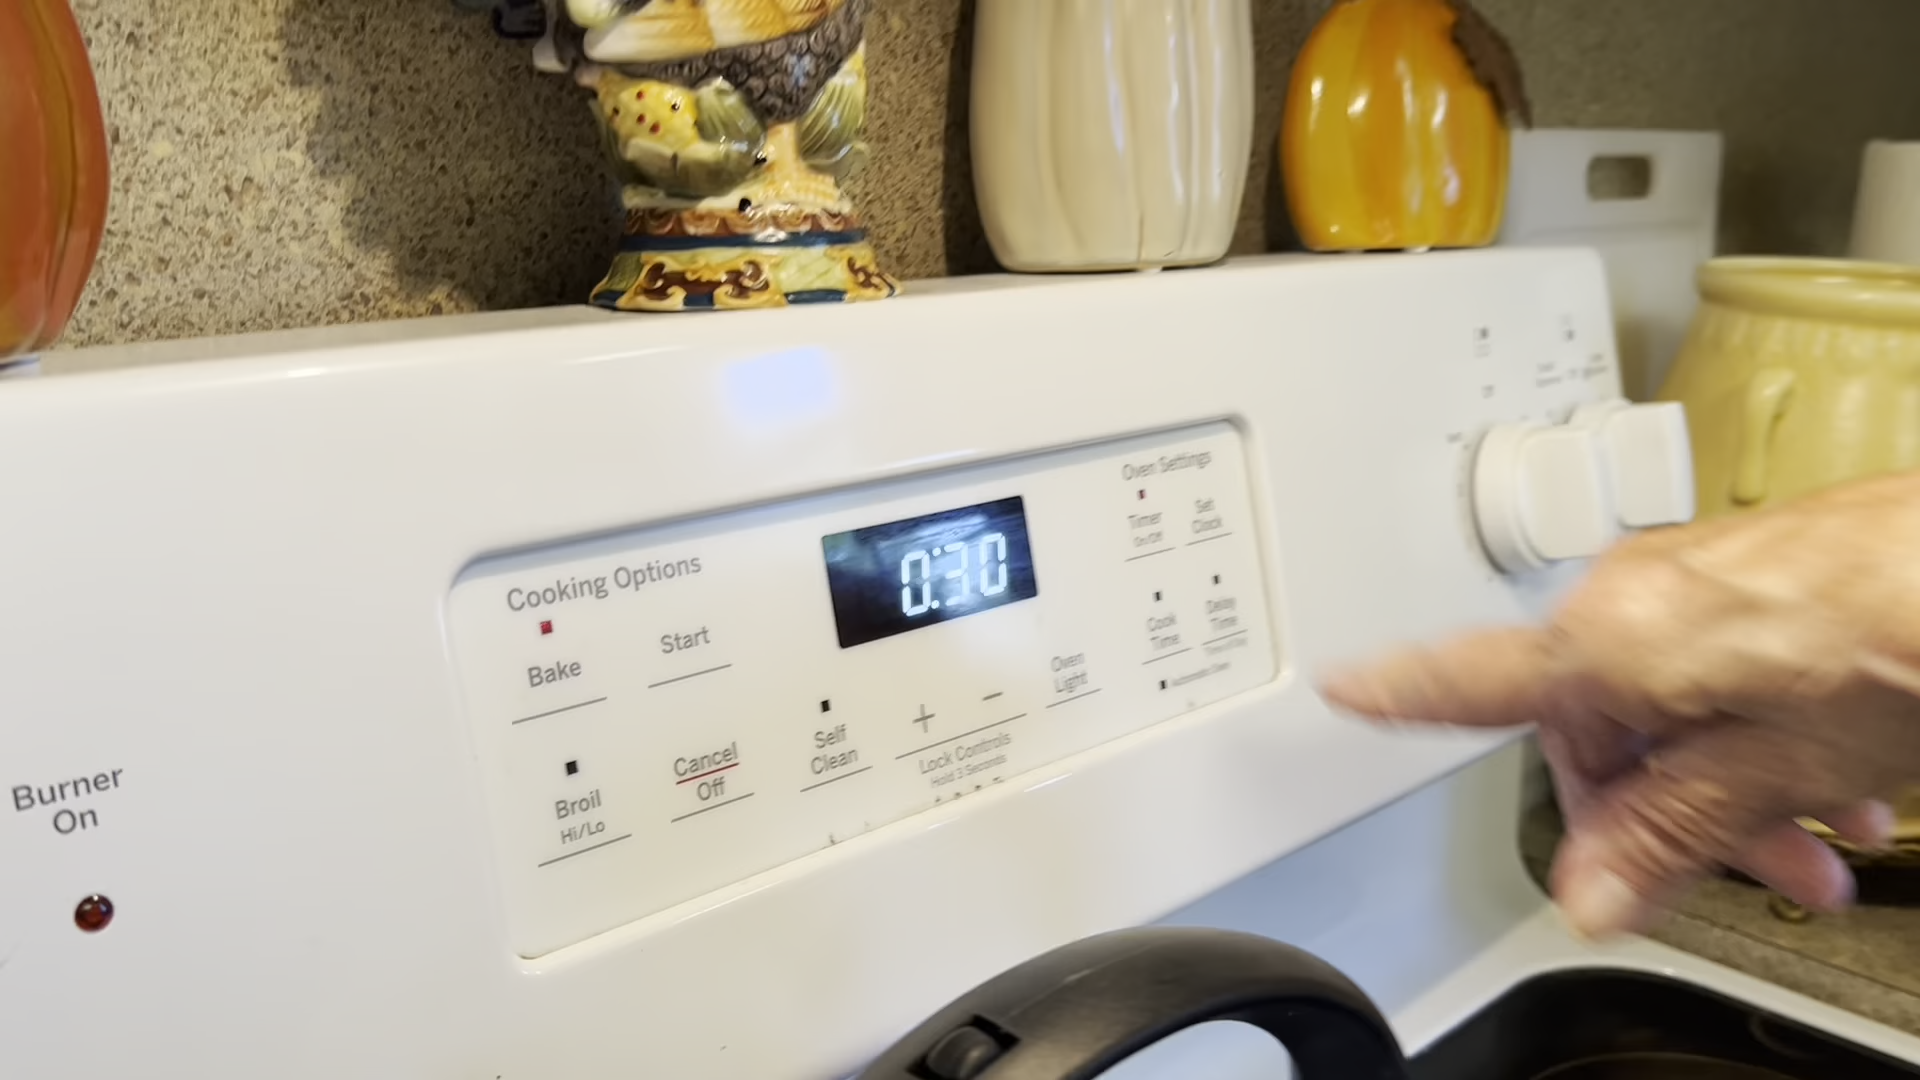 Oven Settings
Timer
On/Off
Set
Clock
0:30
Cooking Options
Bake
Start
Cook
Time
Delay
Time
Oven
Light
Self
Clean
+ −
Lock Controls
Hold 3 Seconds
Cancel
Off
Broil
Hi/Lo
Burner
On